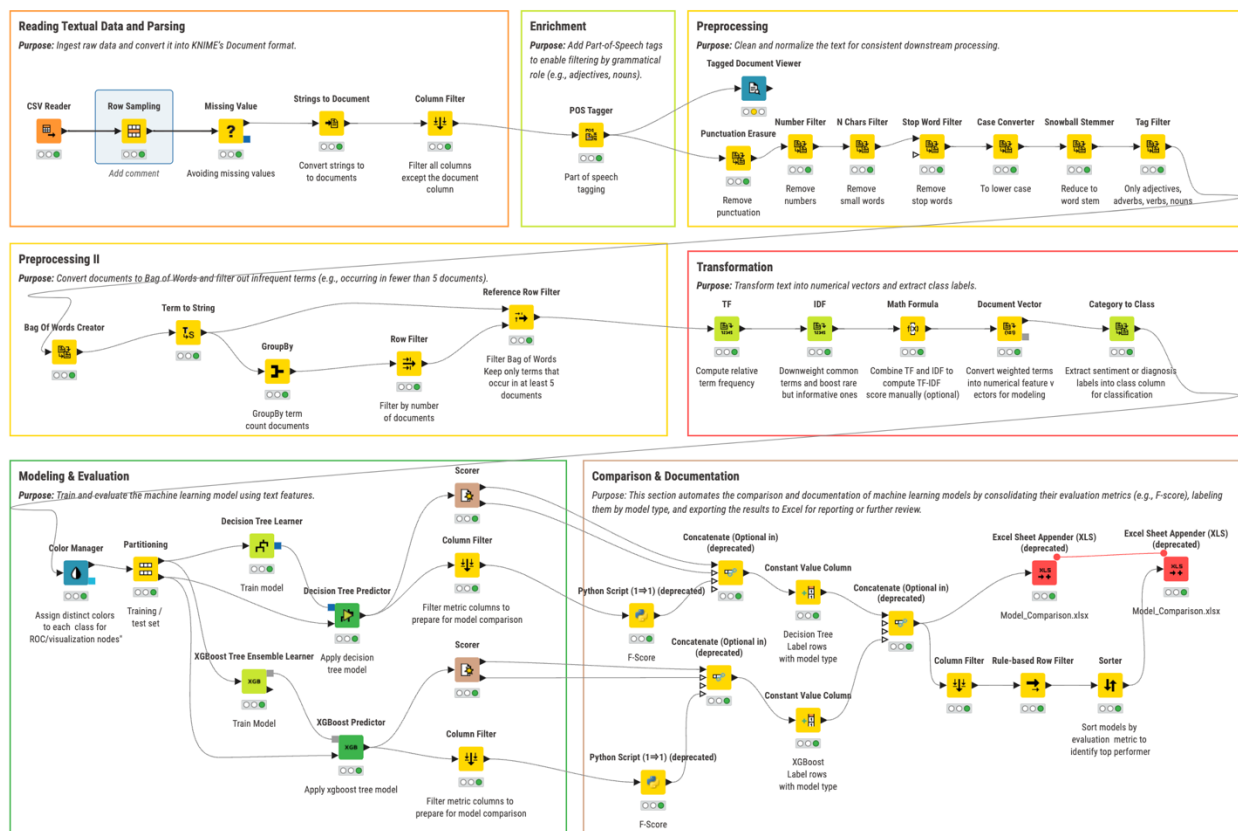 Reading Textual Data and Parsing
Purpose: Ingest raw data and convert it into KNIME's Document format.
CSV Reader
Row Sampling
Add comment
Missing Value
?
Avoiding missing values
Strings to Document
Convert strings
to documents
Column Filter
Filter all columns
except the document
column
Enrichment
Purpose: Add Part-of-Speech tags
to enable filtering by grammatical
role (e.g., adjectives, nouns).
POS Tagger
POS
Part of speech
tagging
Preprocessing
Purpose: Clean and normalize the text for consistent downstream processing.
Tagged Document Viewer
Punctuation Erasure
Remove
punctuation
Number Filter
Remove
numbers
N Chars Filter
Remove
small words
Stop Word Filter
Remove
stop words
Case Converter
To lower case
Snowball Stemmer
Reduce to
word stem
Tag Filter
Only adjectives,
adverbs, verbs, nouns
Preprocessing II
Purpose: Convert documents to Bag of Words and filter out infrequent terms (e.g., occurring in fewer than 5 documents).
Bag Of Words Creator
Term to String
T→S
GroupBy
GroupBy term
count documents
Row Filter
Filter by number
of documents
Reference Row Filter
Filter Bag of Words
Keep only terms that
occur in at least 5
documents
Transformation
Purpose: Transform text into numerical vectors and extract class labels.
TF
Compute relative
term frequency
IDF
Downweight common
terms and boost rare
but informative ones
Math Formula
Combine TF and IDF to
compute TF-IDF
score manually (optional)
Document Vector
Convert weighted terms
into numerical feature v
ectors for modeling
Category to Class
Extract sentiment or diagnosis
labels into class column
for classification
Modeling & Evaluation
Purpose: Train and evaluate the machine learning model using text features.
Color Manager
Assign distinct colors
to each class for
ROC/visualization nodes"
Partitioning
Training /
test set
Decision Tree Learner
Train model
Decision Tree Predictor
Apply decision
tree model
XGBoost Tree Ensemble Learner
XGB
Train Model
XGBoost Predictor
XGB
Apply xgboost tree model
Scorer
Column Filter
Filter metric columns to
prepare for model comparison
Scorer
Column Filter
Filter metric columns to
prepare for model comparison
Comparison & Documentation
Purpose: This section automates the comparison and documentation of machine learning models by consolidating their evaluation metrics (e.g., F-score), labeling
them by model type, and exporting the results to Excel for reporting or further review.
Python Script (1⇒1) (deprecated)
F-Score
Concatenate (Optional in)
(deprecated)
Constant Value Column
Decision Tree
Label rows
with model type
Python Script (1⇒1) (deprecated)
F-Score
Concatenate (Optional in)
(deprecated)
Constant Value Column
XGBoost
Label rows
with model type
Concatenate (Optional in)
(deprecated)
Excel Sheet Appender (XLS)
(deprecated)
XLS
Model_Comparison.xlsx
Excel Sheet Appender (XLS)
(deprecated)
XLS
Model_Comparison.xlsx
Column Filter
Rule-based Row Filter
Sorter
Sort models by
evaluation metric to
identify top performer